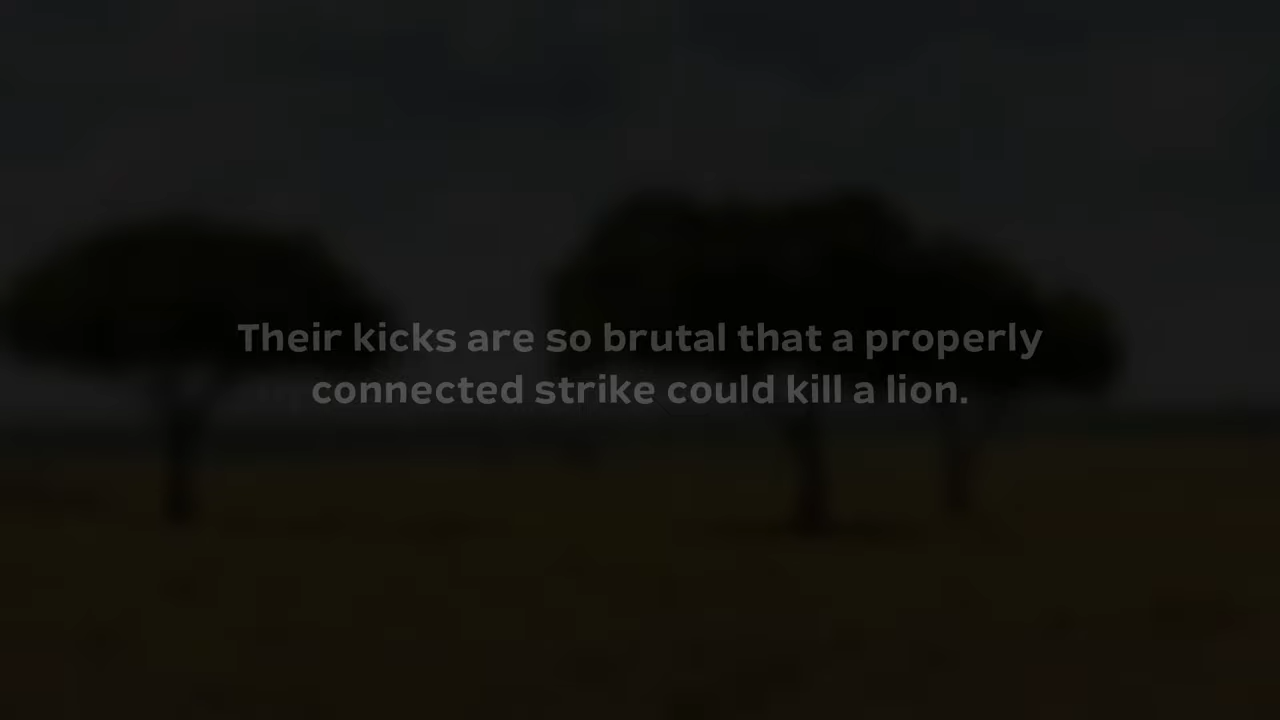 Their kicks are so brutal that a properly
connected strike could kill a lion.